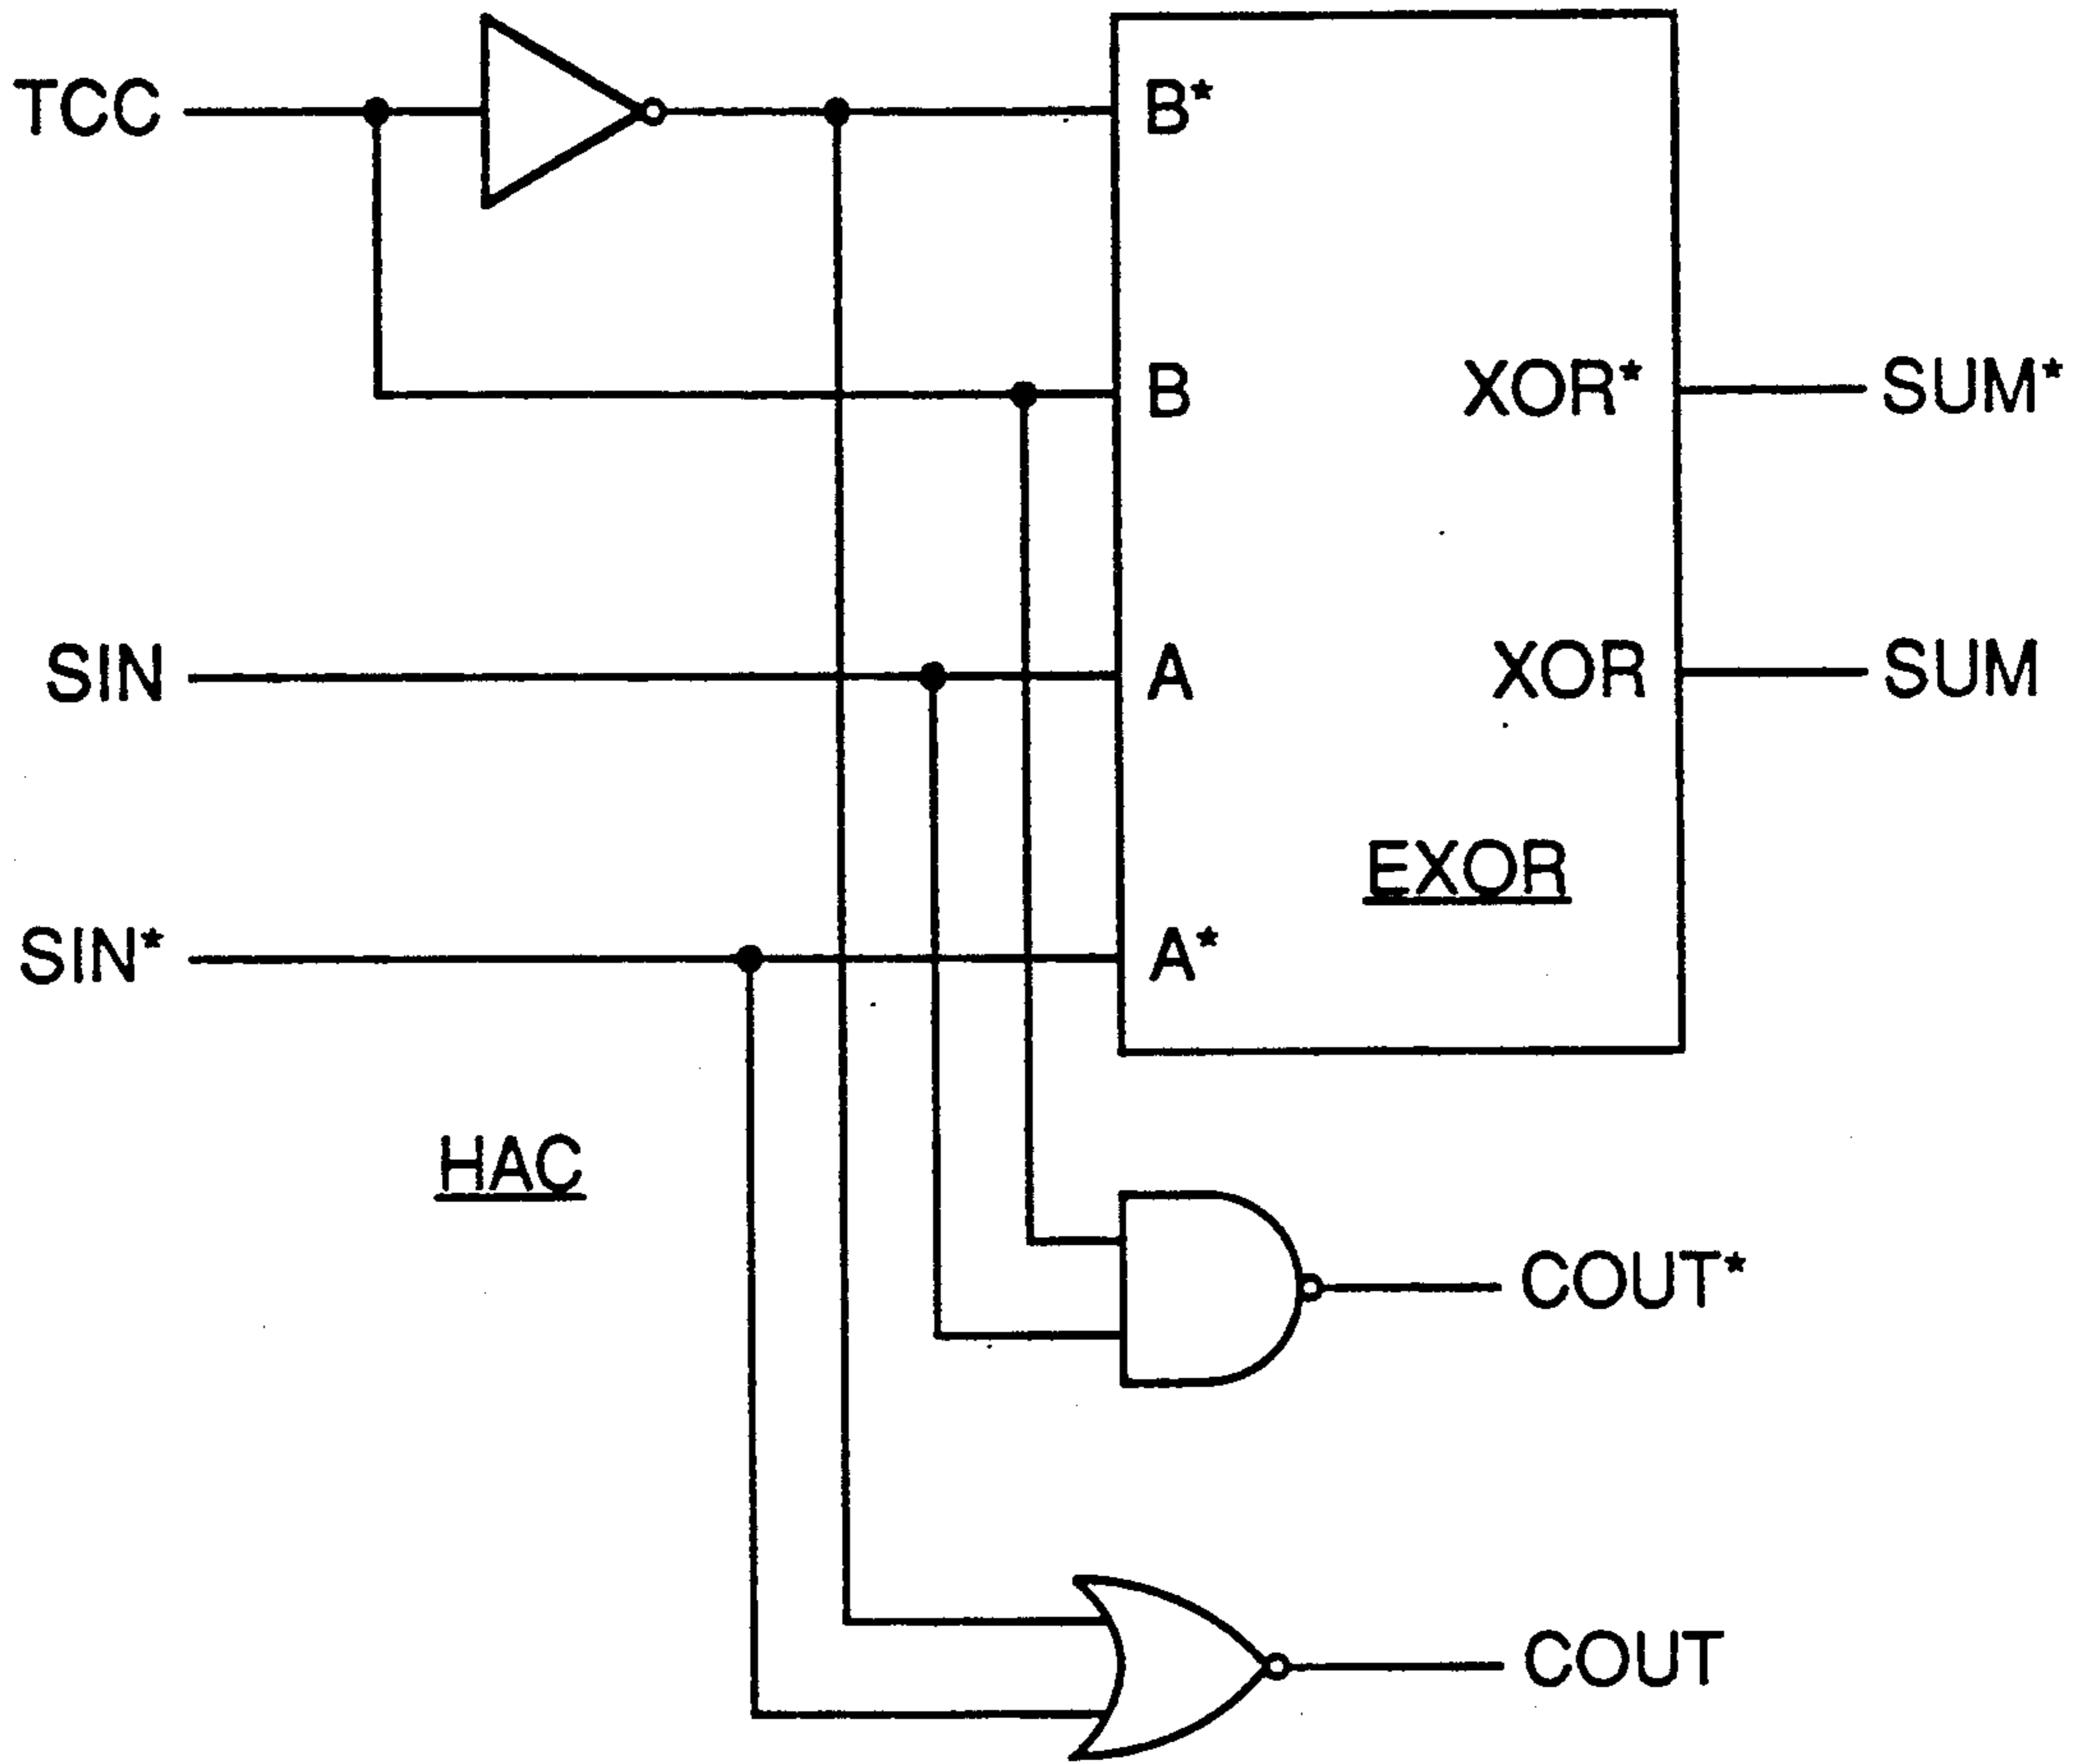 TCC
B*
B
XOR*
SUM*
SIN
A
XOR
SUM
EXOR
SIN*
A*
HAC
COUT*
COUT